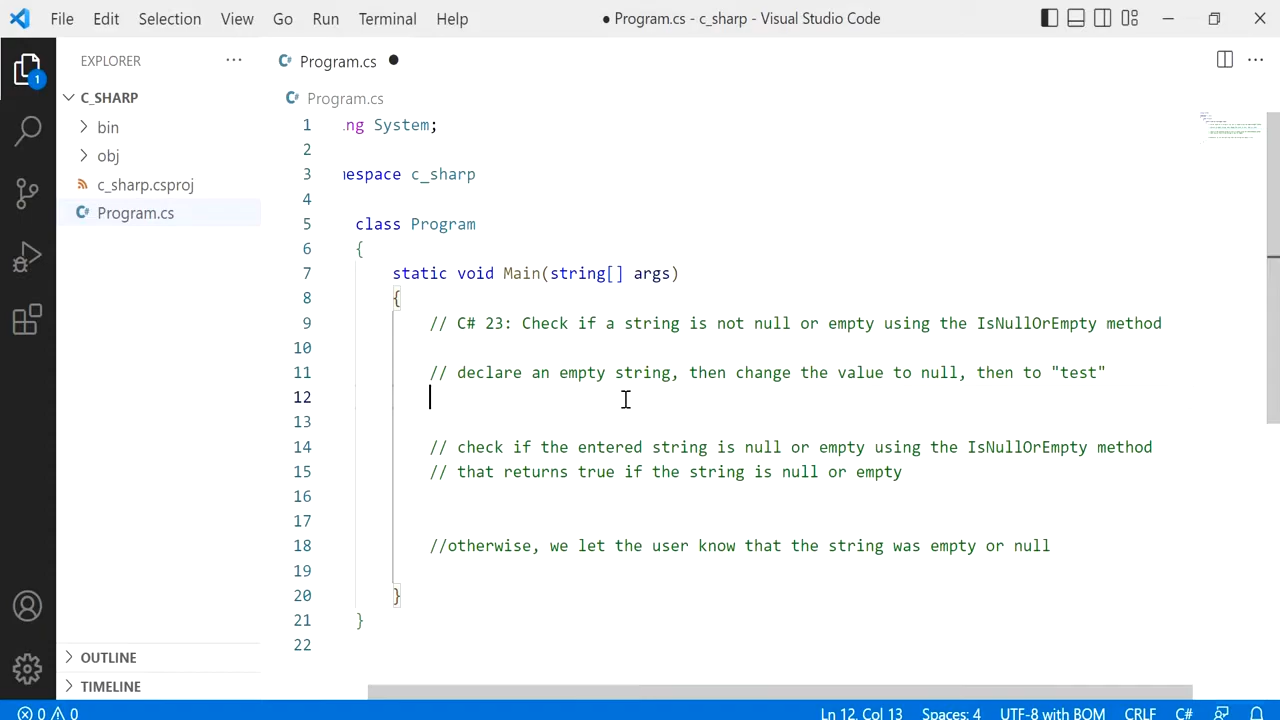 File Edit Selection View Go Run Terminal Help ● Program.cs - c_sharp - Visual Studio Code
EXPLORER ···
C# Program.cs ●
C_SHARP
C# Program.cs
bin
obj
c_sharp.csproj
C# Program.cs
1
1 ng System;
2
3 espace c_sharp
4
5 class Program
6 {
7 static void Main(string[] args)
8 {
9 // C# 23: Check if a string is not null or empty using the IsNullOrEmpty method
10
11 // declare an empty string, then change the value to null, then to "test"
12
13
14 // check if the entered string is null or empty using the IsNullOrEmpty method
15 // that returns true if the string is null or empty
16
17
18 //otherwise, we let the user know that the string was empty or null
19
20 }
21 }
22
OUTLINE
TIMELINE
0 0 Ln 12, Col 13 Spaces: 4 UTF-8 with BOM CRLF C#